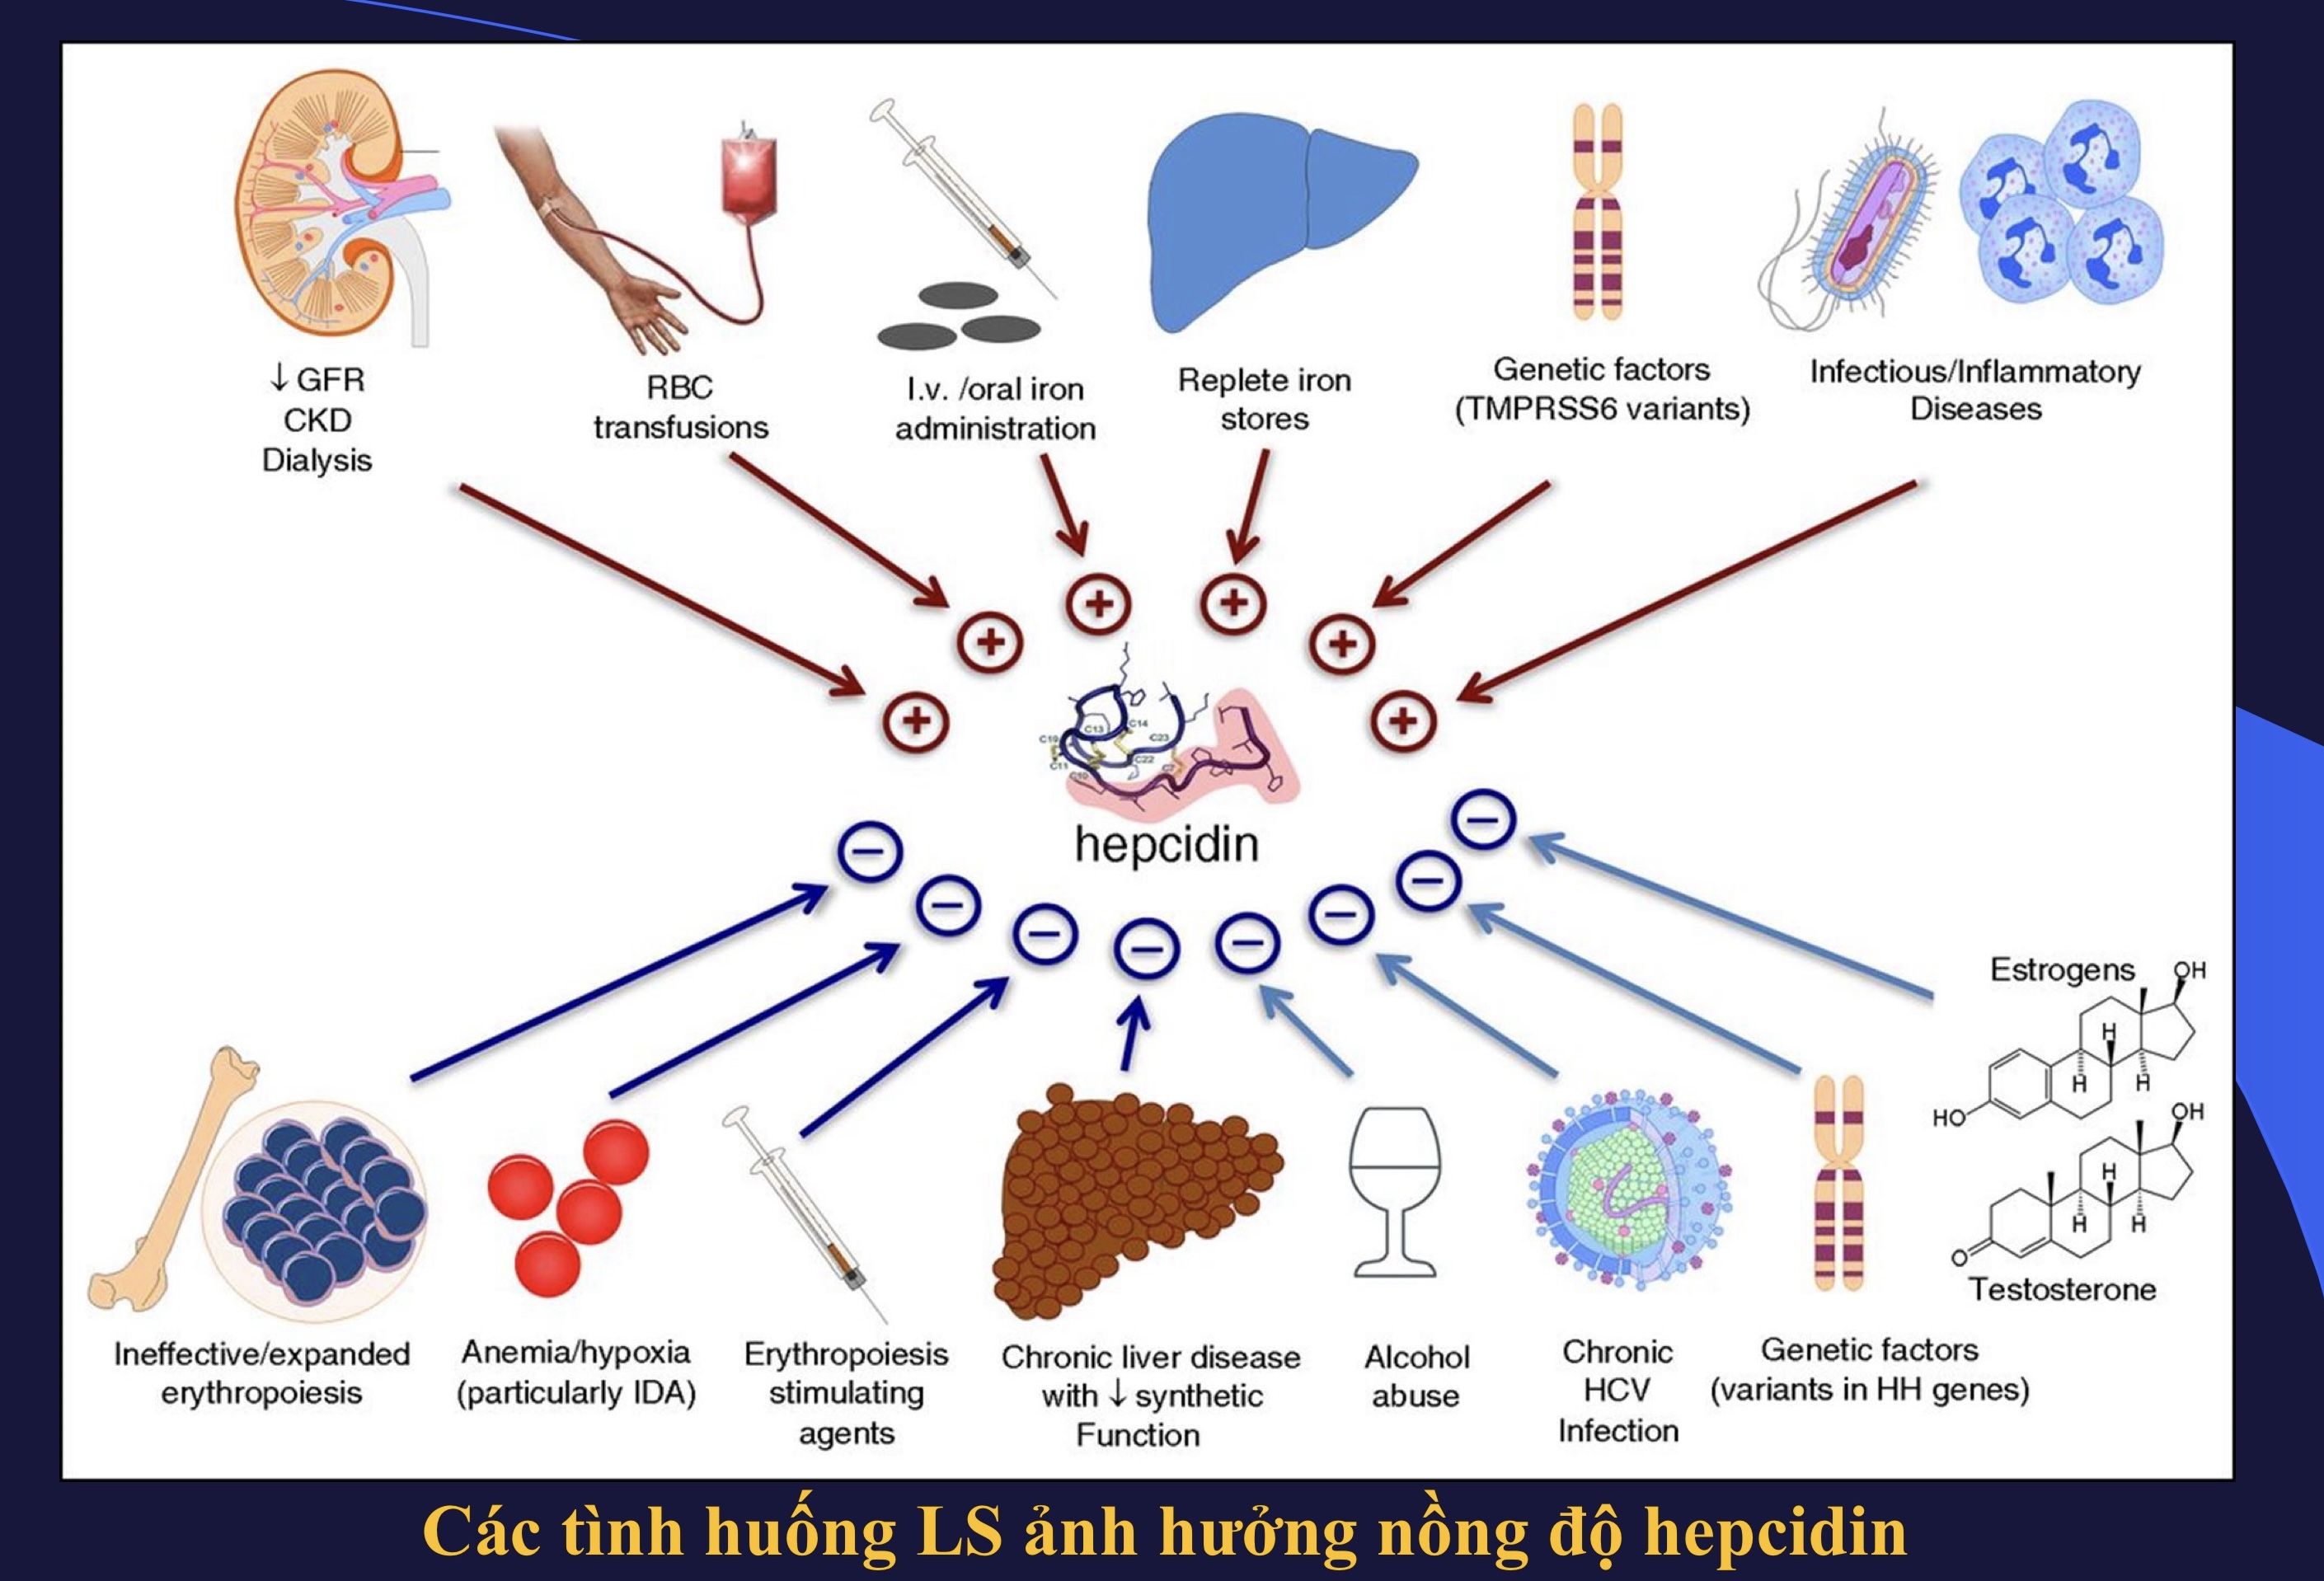 ↓ GFR
CKD
Dialysis
RBC
transfusions
I.v. /oral iron
administration
Replete iron
stores
Genetic factors
(TMPRSS6 variants)
Infectious/Inflammatory
Diseases
+
+
+
+
+
+
C14
C13
C19
C23
C11
C22
C10
hepcidin
−
−
−
−
−
−
−
−
Estrogens
OH
H
H
H
HO
OH
H
H
H
O
Testosterone
Ineffective/expanded
erythropoiesis
Anemia/hypoxia
(particularly IDA)
Erythropoiesis
stimulating
agents
Chronic liver disease
with ↓ synthetic
Function
Alcohol
abuse
Chronic
HCV
Infection
Genetic factors
(variants in HH genes)
Các tình huống LS ảnh hưởng nồng độ hepcidin